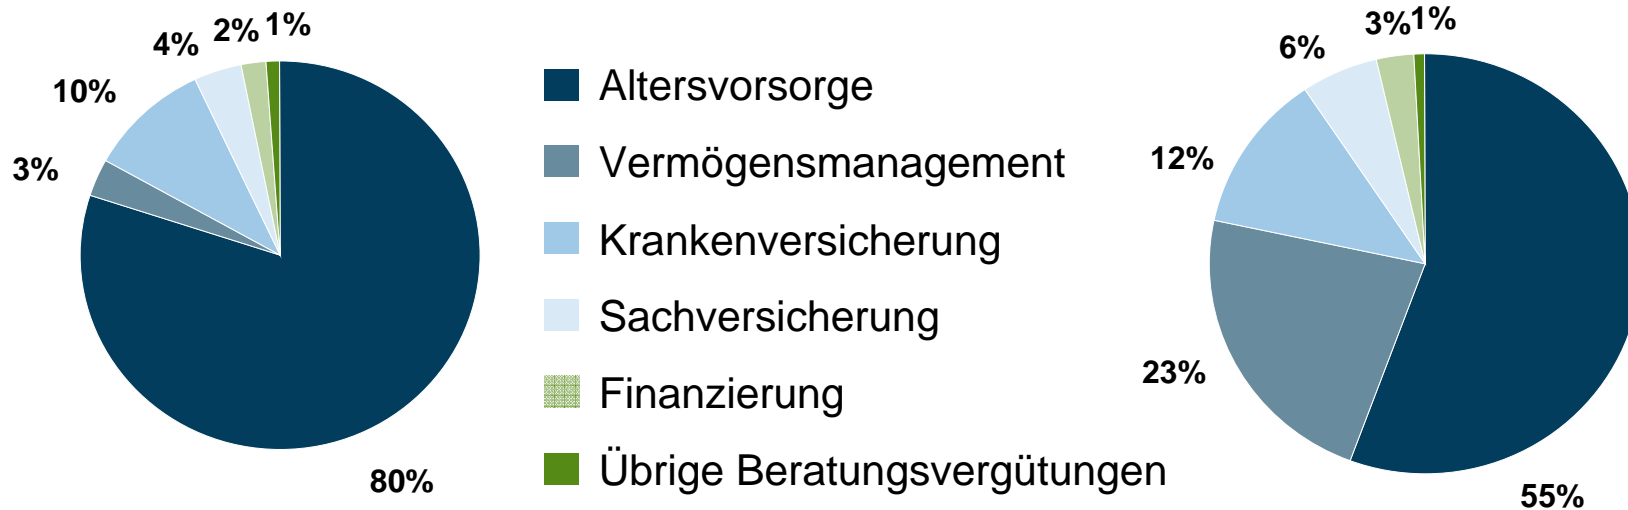 1%
2%
4%
10%
3%
80%
Altersvorsorge
Vermögensmanagement
Krankenversicherung
Sachversicherung
Finanzierung
Übrige Beratungsvergütungen
1%
3%
6%
12%
23%
55%